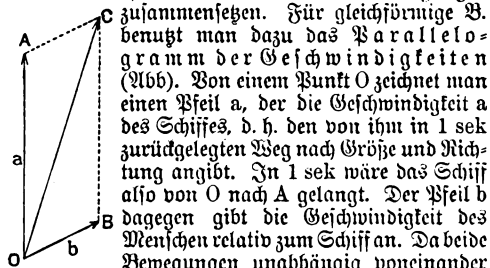 zusammensetzen. Für gleichförmige B.
benutzt man dazu das Parallelo=
gramm der Geschwindigkeiten
(Abb). Von einem Punkt O zeichnet man
einen Pfeil a, der die Geschwindigkeit a
des Schiffes, d. h. den von ihm in 1 sek
zurückgelegten Weg nach Größe und Rich=
tung angibt. In 1 sek wäre das Schiff
also von O nach A gelangt. Der Pfeil b
dagegen gibt die Geschwindigkeit des
Menschen relativ zum Schiff an. Da beide
Bewegungen unabhängig voneinander
A
C
a
B
b
O